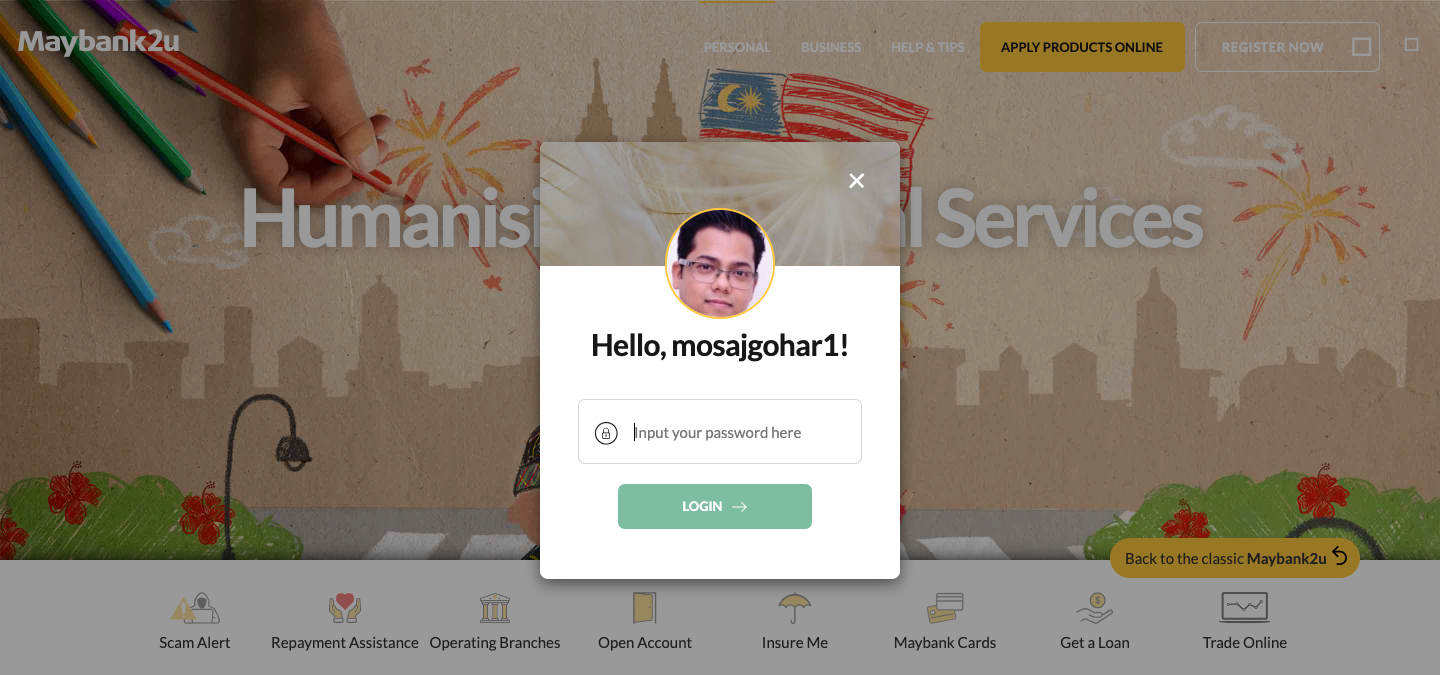 Maybank2u
PERSONAL
BUSINESS
HELP & TIPS
APPLY PRODUCTS ONLINE
REGISTER NOW
Humanisi
l Services
Hello, mosajgohar1!
Input your password here
LOGIN
Back to the classic Maybank2u
Scam Alert
Repayment Assistance
Operating Branches
Open Account
Insure Me
Maybank Cards
Get a Loan
Trade Online